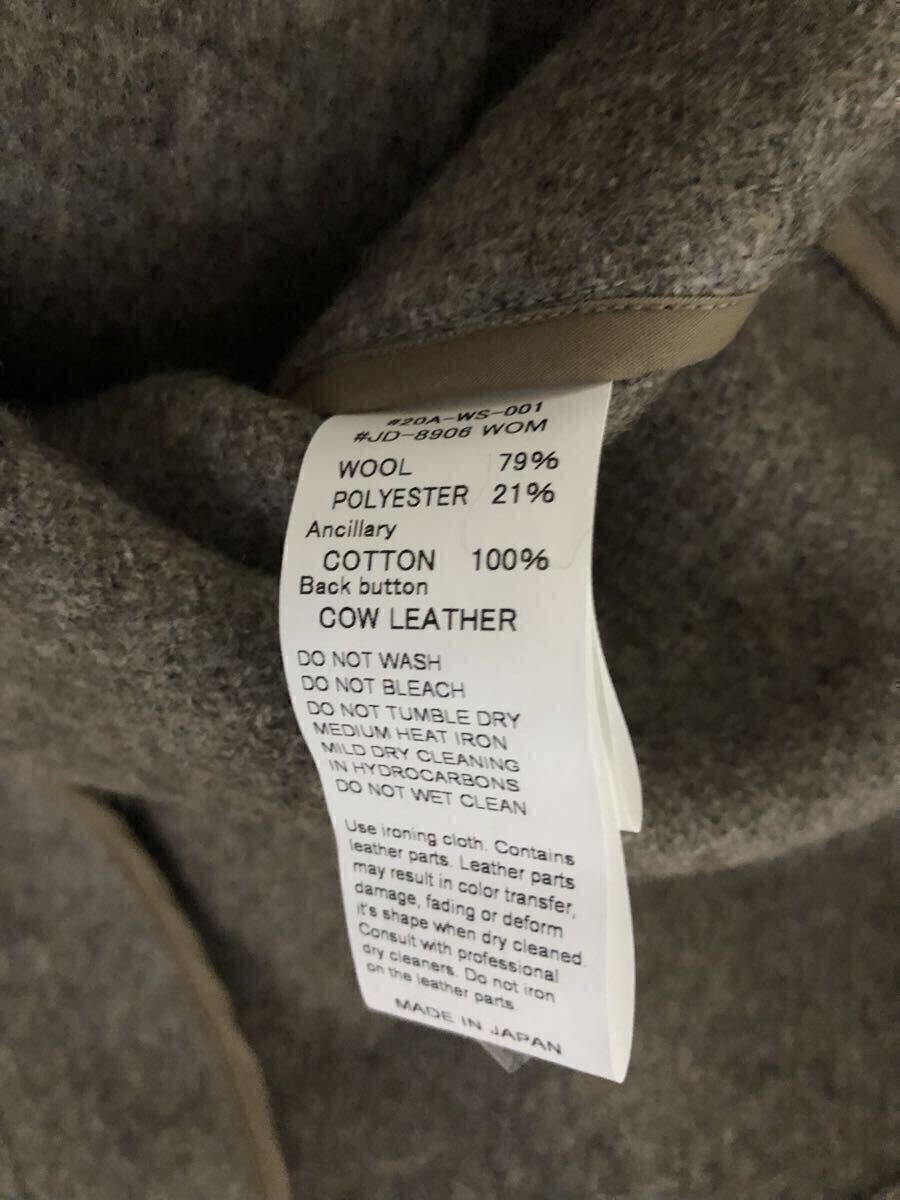 #20A-WS-001
#JD-8906 WOM
WOOL 79%
POLYESTER 21%
Ancillary
COTTON 100%
Back button
COW LEATHER
DO NOT WASH
DO NOT BLEACH
DO NOT TUMBLE DRY
MEDIUM HEAT IRON
MILD DRY CLEANING
IN HYDROCARBONS
DO NOT WET CLEAN
Use ironing cloth. Contains
leather parts. Leather parts
may result in color transfer,
damage, fading or deform
it's shape when dry cleaned.
Consult with professional
dry cleaners. Do not iron
on the leather parts.
MADE IN JAPAN